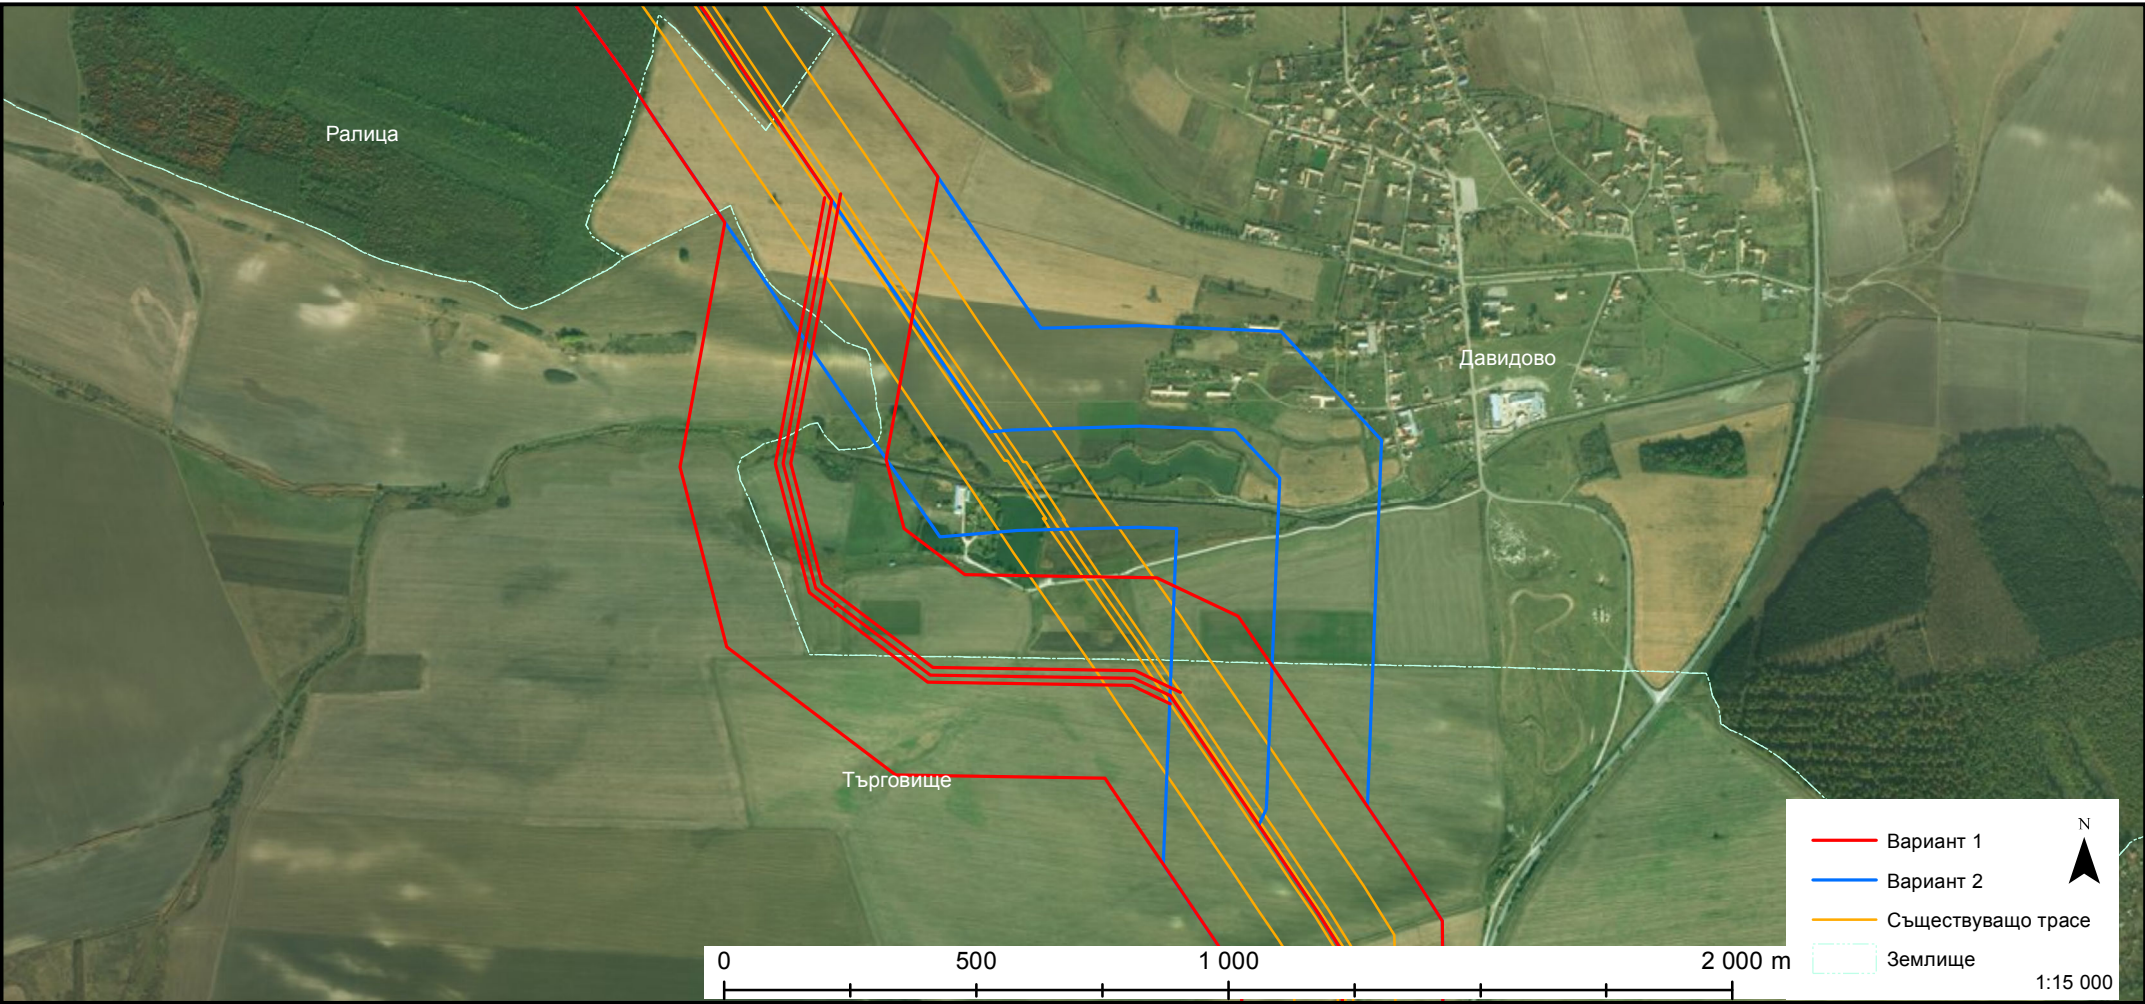 Ралица
Давидово
Търговище
Вариант 1
Вариант 2
Съществуващо трасе
Землище
N
1:15 000
0 500 1 000 2 000 m